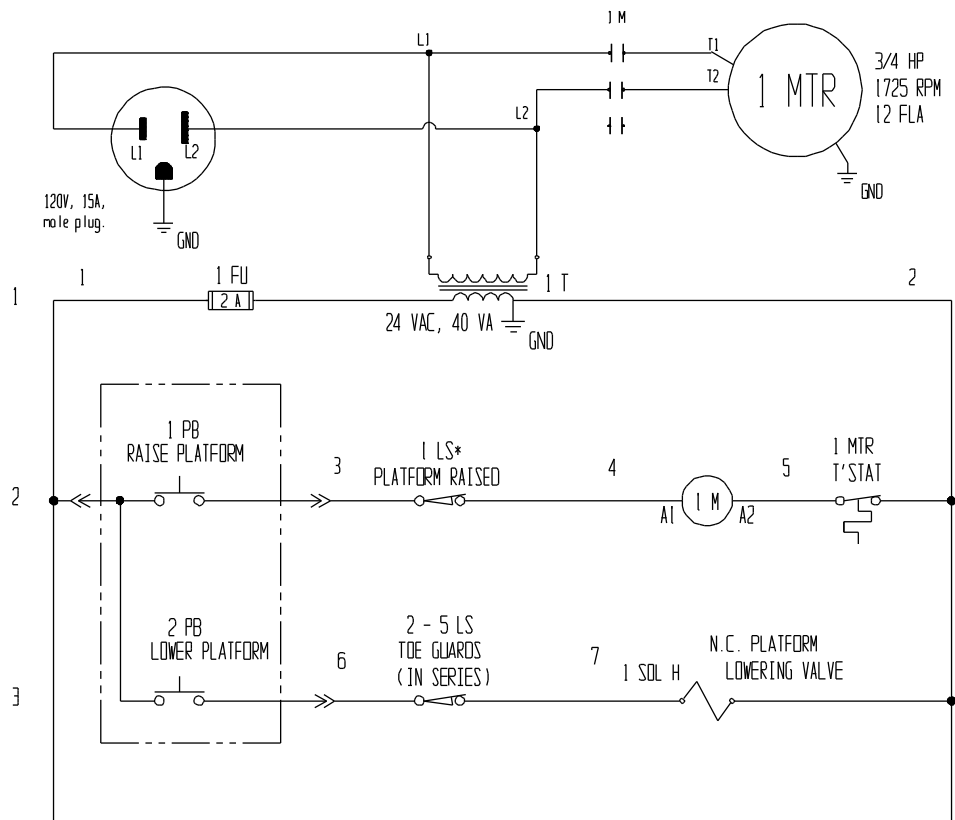 1 M
L1
T1
3/4 HP
1 MTR
1725 RPM
T2
12 FLA
L2
L1
L2
GND
120V, 15A,
male plug.
GND
1
1 FU
1 T
2
1
2 A
24 VAC, 40 VA
GND
1 PB
RAISE PLATFORM
3
1 LS*
PLATFORM RAISED
4
5
1 MTR
T'STAT
2
A1
1 M
A2
2 PB
LOWER PLATFORM
6
2 - 5 LS
TOE GUARDS
(IN SERIES)
7
N.C. PLATFORM
LOWERING VALVE
1 SOL H
3